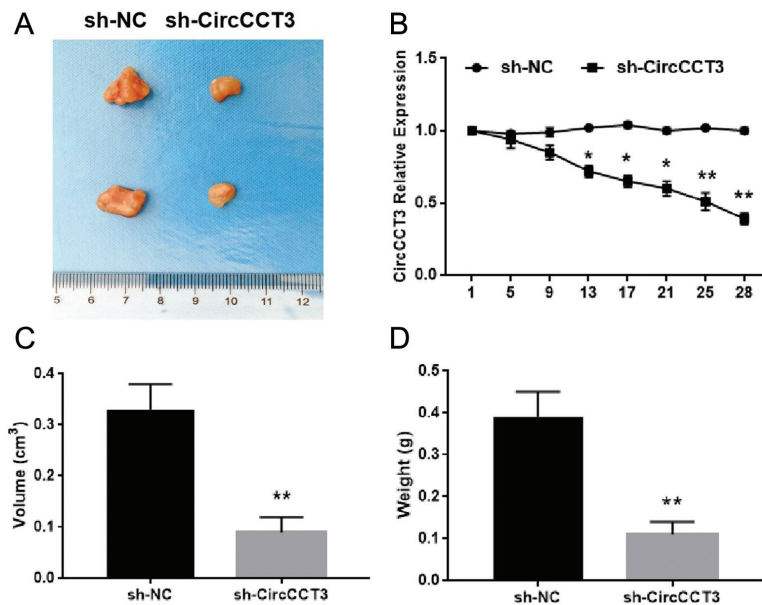 A
sh-NC sh-CircCCT3
5 6 7 8 9 10 11 12
B
CircCCT3 Relative Expression
1.5
1.0
0.5
0.0
sh-NC sh-CircCCT3
* * * ** **
1 5 9 13 17 21 25 28
C
Volume (cm³)
0.4
0.3
0.2
0.1
0.0
**
sh-NC sh-CircCCT3
D
Weight (g)
0.5
0.4
0.3
0.2
0.1
0.0
**
sh-NC sh-CircCCT3